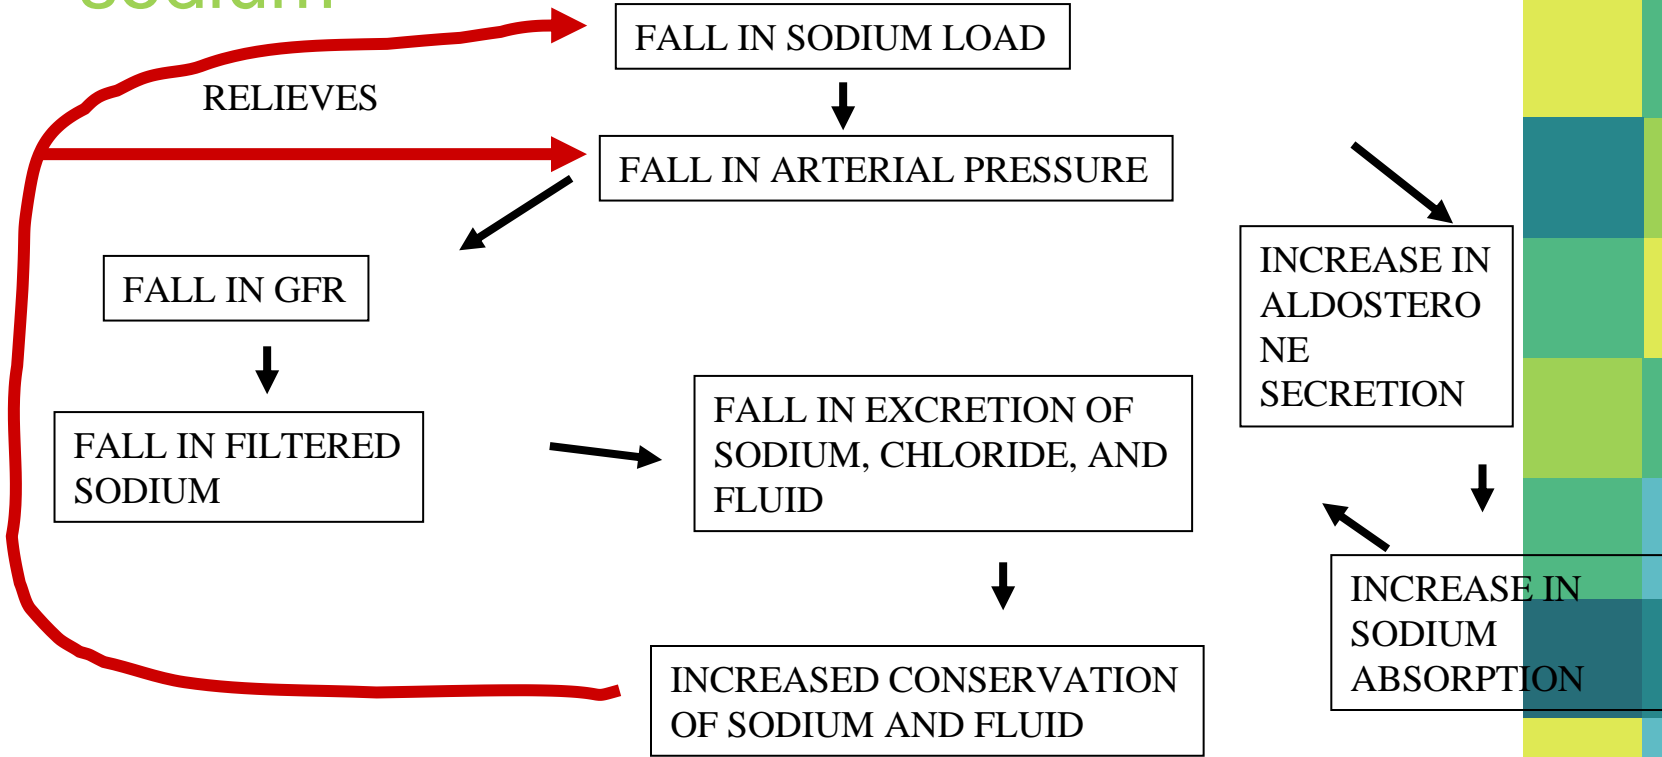 sodium
FALL IN SODIUM LOAD
RELIEVES
FALL IN ARTERIAL PRESSURE
FALL IN GFR
INCREASE IN
ALDOSTERO
NE
SECRETION
FALL IN FILTERED
SODIUM
FALL IN EXCRETION OF
SODIUM, CHLORIDE, AND
FLUID
INCREASE IN
SODIUM
ABSORPTION
INCREASED CONSERVATION
OF SODIUM AND FLUID